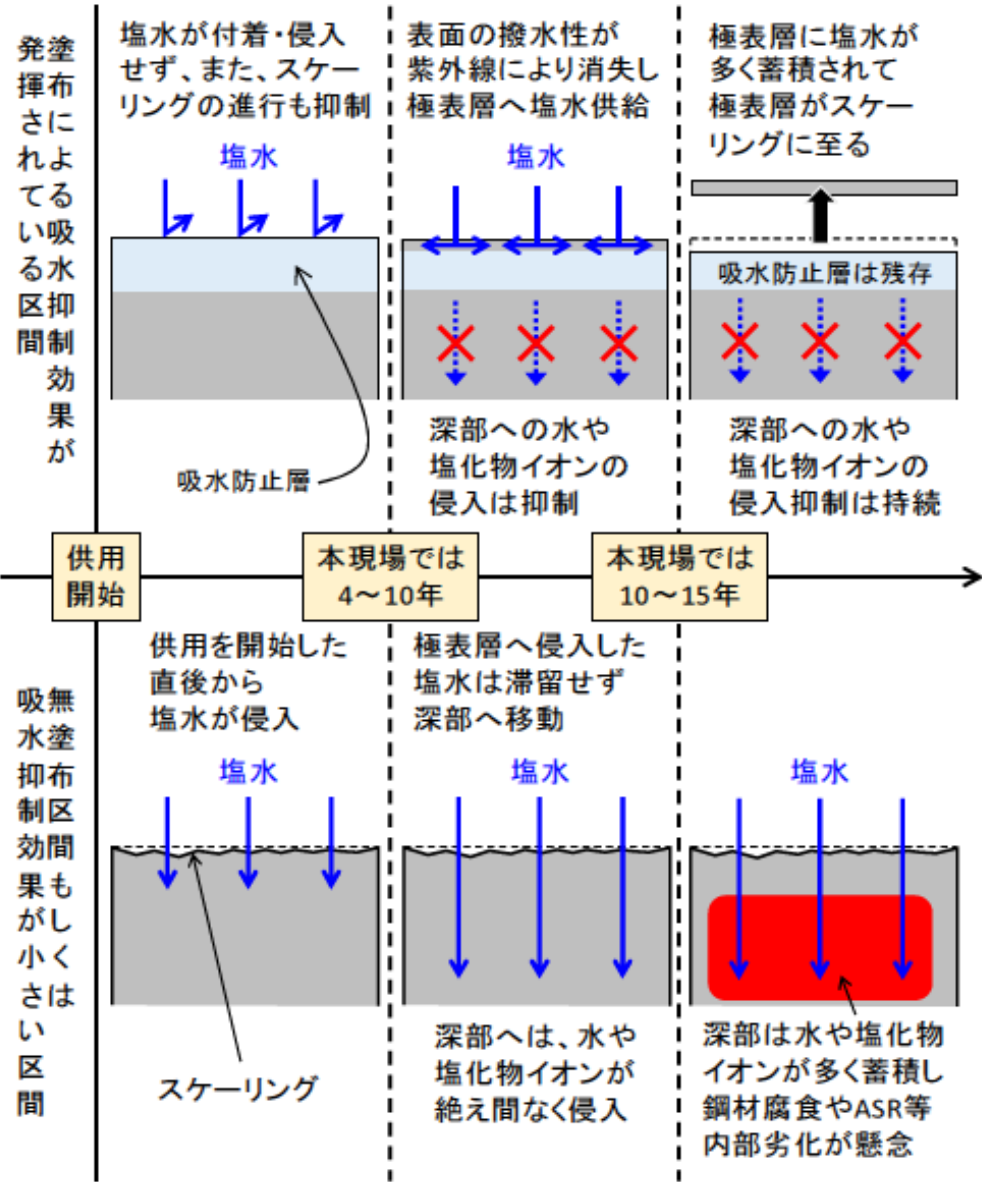 塗布による吸水抑制効果が
発揮されている区間
塩水が付着・侵入
せず、また、スケー
リングの進行も抑制
塩水
吸水防止層
表面の撥水性が
紫外線により消失し
極表層へ塩水供給
塩水
深部への水や
塩化物イオンの
侵入は抑制
極表層に塩水が
多く蓄積されて
極表層がスケー
リングに至る
吸水防止層は残存
深部への水や
塩化物イオンの
侵入抑制は持続
供用
開始
本現場では
4～10年
本現場では
10～15年
無塗布区間もしくは
吸水抑制効果が小さい区間
供用を開始した
直後から
塩水が侵入
塩水
スケーリング
極表層へ侵入した
塩水は滞留せず
深部へ移動
塩水
深部へは、水や
塩化物イオンが
絶え間なく侵入
塩水
深部は水や塩化物
イオンが多く蓄積し
鋼材腐食やASR等
内部劣化が懸念